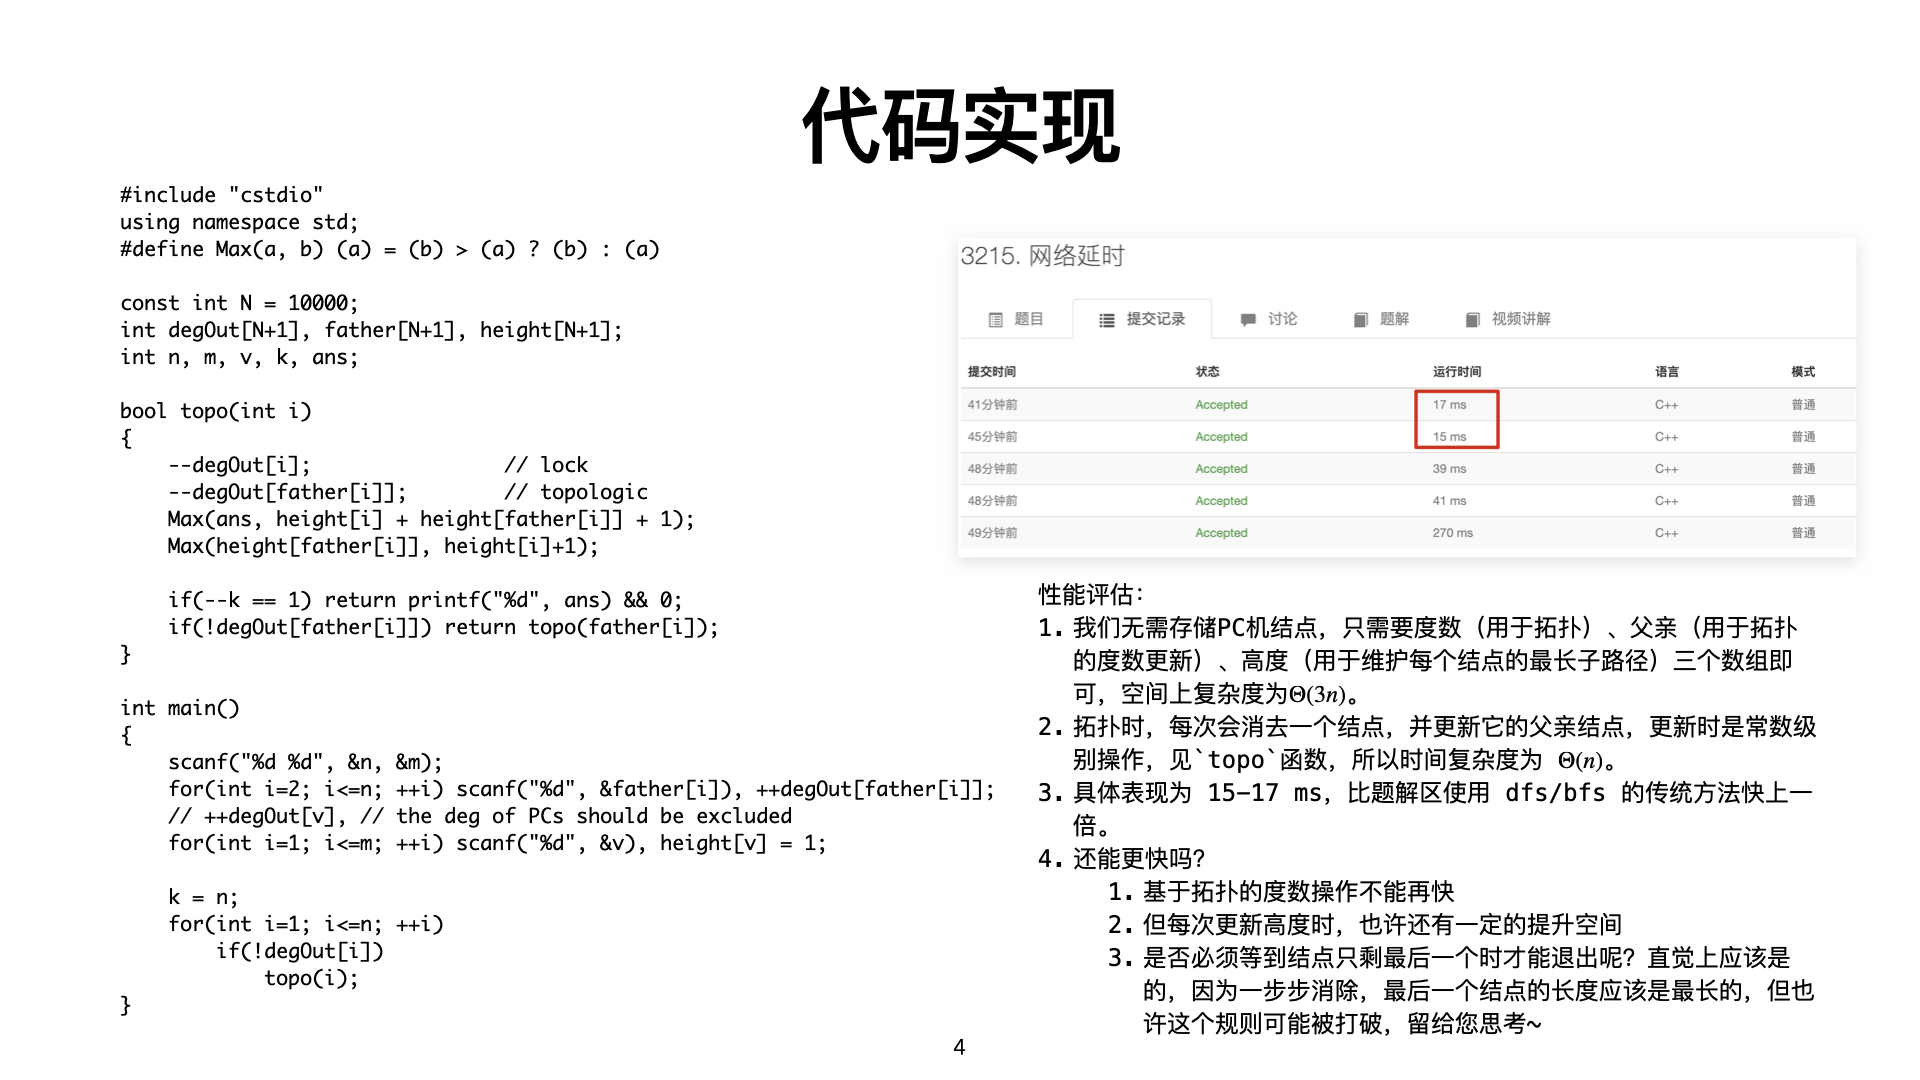 代码实现
#include "cstdio"
using namespace std;
#define Max(a, b) (a) = (b) > (a) ? (b) : (a)
const int N = 10000;
int degOut[N+1], father[N+1], height[N+1];
int n, m, v, k, ans;
bool topo(int i)
{
    --degOut[i];                // lock
    --degOut[father[i]];        // topologic
    Max(ans, height[i] + height[father[i]] + 1);
    Max(height[father[i]], height[i]+1);
    if(--k == 1) return printf("%d", ans) && 0;
    if(!degOut[father[i]]) return topo(father[i]);
}
int main()
{
    scanf("%d %d", &n, &m);
    for(int i=2; i<=n; ++i) scanf("%d", &father[i]), ++degOut[father[i]];
    // ++degOut[v], // the deg of PCs should be excluded
    for(int i=1; i<=m; ++i) scanf("%d", &v), height[v] = 1;
    k = n;
    for(int i=1; i<=n; ++i)
        if(!degOut[i])
            topo(i);
}
3215. 网络延时
题目 提交记录 讨论 题解 视频讲解
提交时间 状态 运行时间 语言 模式
41分钟前 Accepted 17 ms C++ 普通
45分钟前 Accepted 15 ms C++ 普通
48分钟前 Accepted 39 ms C++ 普通
48分钟前 Accepted 41 ms C++ 普通
49分钟前 Accepted 270 ms C++ 普通
性能评估：
1. 我们无需存储PC机结点，只需要度数（用于拓扑）、父亲（用于拓扑
的度数更新）、高度（用于维护每个结点的最长子路径）三个数组即
可，空间上复杂度为Θ(3n)。
2. 拓扑时，每次会消去一个结点，并更新它的父亲结点，更新时是常数级
别操作，见`topo`函数，所以时间复杂度为 Θ(n)。
3. 具体表现为 15-17 ms，比题解区使用 dfs/bfs 的传统方法快上一
倍。
4. 还能更快吗？
1. 基于拓扑的度数操作不能再快
2. 但每次更新高度时，也许还有一定的提升空间
3. 是否必须等到结点只剩最后一个时才能退出呢？直觉上应该是
的，因为一步步消除，最后一个结点的长度应该是最长的，但也
许这个规则可能被打破，留给您思考~
4